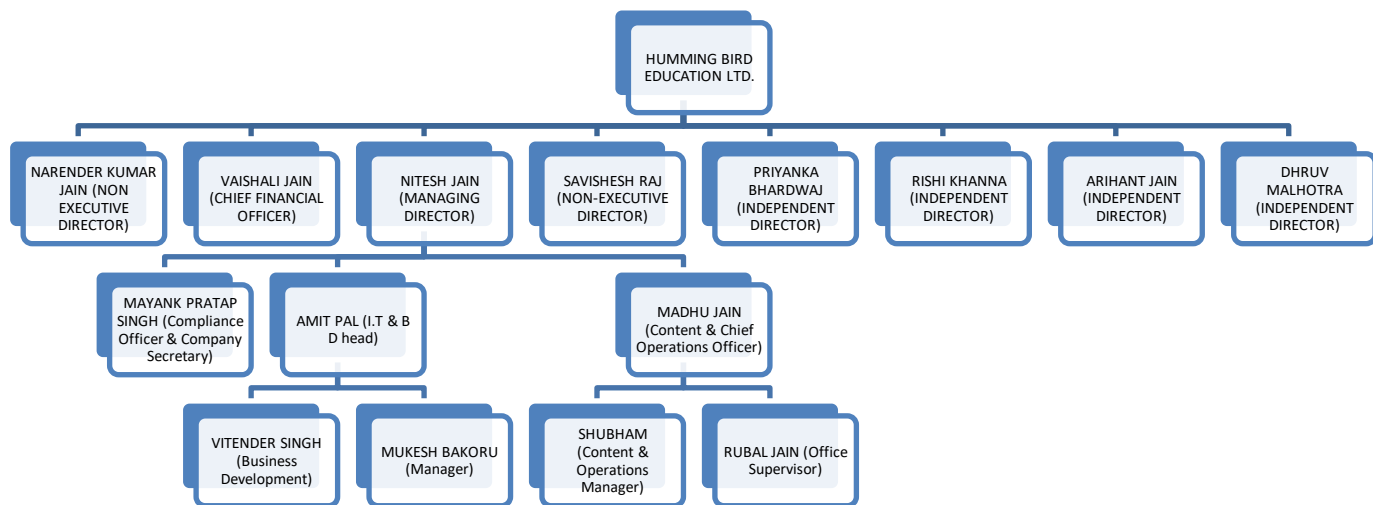 HUMMING BIRD
EDUCATION LTD.
NARENDER KUMAR
JAIN (NON
EXECUTIVE
DIRECTOR)
VAISHALI JAIN
(CHIEF FINANCIAL
OFFICER)
NITESH JAIN
(MANAGING
DIRECTOR)
SAVISHESH RAJ
(NON-EXECUTIVE
DIRECTOR)
PRIYANKA
BHARDWAJ
(INDEPENDENT
DIRECTOR)
RISHI KHANNA
(INDEPENDENT
DIRECTOR)
ARIHANT JAIN
(INDEPENDENT
DIRECTOR)
DHRUV
MALHOTRA
(INDEPENDENT
DIRECTOR)
MAYANK PRATAP
SINGH (Compliance
Officer & Company
Secretary)
AMIT PAL (I.T & B
D head)
MADHU JAIN
(Content & Chief
Operations Officer)
VITENDER SINGH
(Business
Development)
MUKESH BAKORU
(Manager)
SHUBHAM
(Content &
Operations
Manager)
RUBAL JAIN (Office
Supervisor)